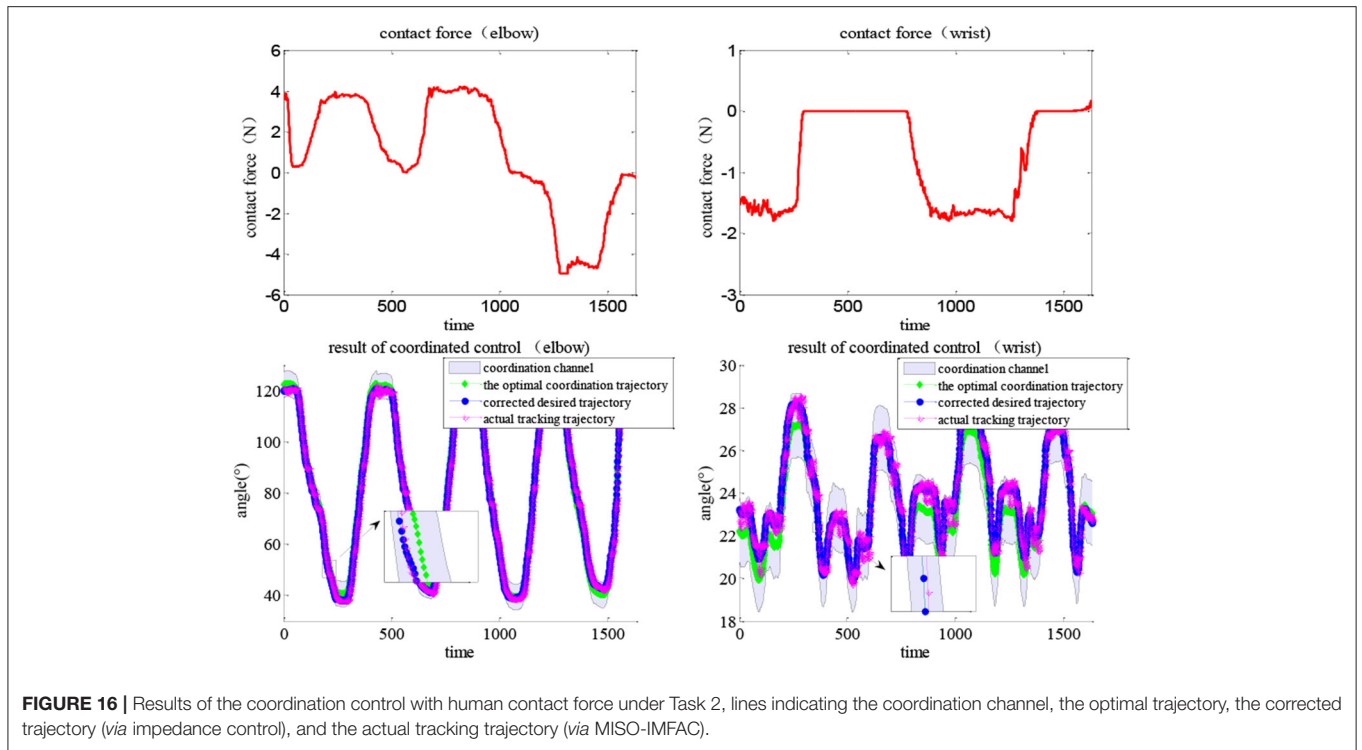 contact force（elbow)
6
4
2
0
-2
-4
-6
contact force（N）
0
500
1000
1500
time
contact force（wrist)
1
0
-1
-2
-3
contact force（N）
0
500
1000
1500
time
result of coordinated control （elbow)
coordination channel
the optimal coordination trajectory
corrected desired trajectory
actual tracking trajectory
120
100
80
60
40
angle(°)
0
500
1000
1500
time
result of coordinated control （wrist)
coordination channel
the optimal coordination trajectory
corrected desired trajectory
actual tracking trajectory
30
28
26
24
22
20
18
angle(°)
0
500
1000
1500
time
FIGURE 16 | Results of the coordination control with human contact force under Task 2, lines indicating the coordination channel, the optimal trajectory, the corrected
trajectory (via impedance control), and the actual tracking trajectory (via MISO-IMFAC).